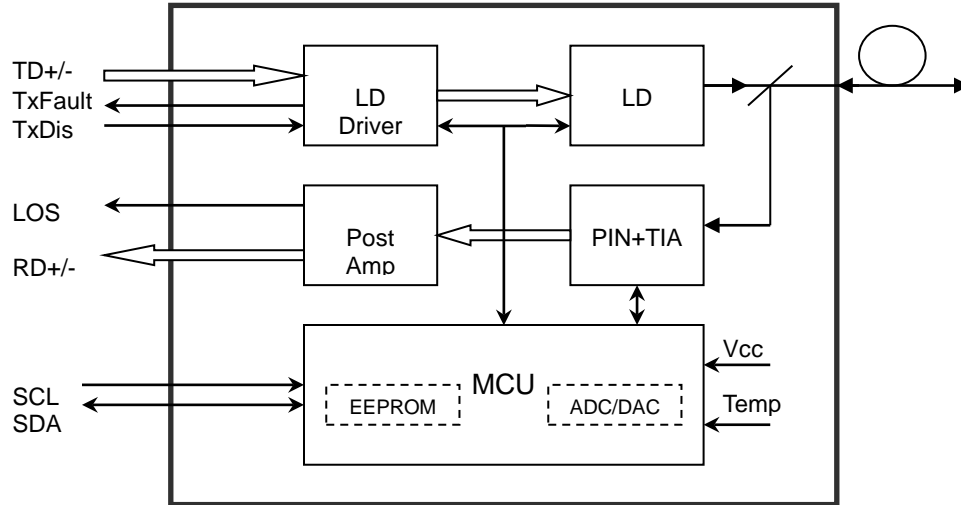 TD+/-
TxFault
TxDis
LD
Driver
LD
LOS
RD+/-
Post
Amp
PIN+TIA
SCL
SDA
MCU
EEPROM
ADC/DAC
Vcc
Temp